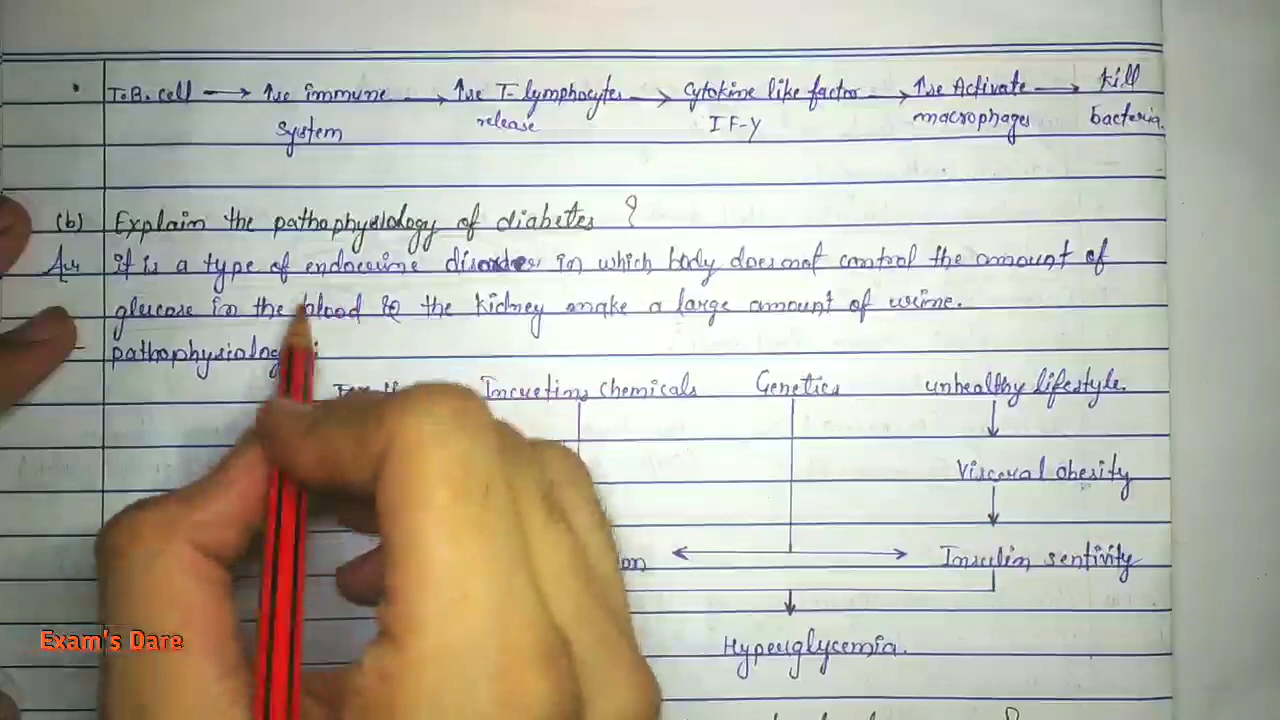 T.B. cell → ↑se immune → ↑se T-lymphocytes → Cytokine like factor → ↑se Activate → kill
system release IF-γ macrophages bacteria.
(b) Explain the pathophysiology of diabetes ?
Ans it is a type of endocrine disorder in which body does not control the amount of
glucose in the blood & the kidney make a large amount of urine.
pathophysiology:
Incretins chemicals Genetics unhealthy lifestyle.
Visceral obesity
Insulin sentivity
Hyperglycemia.
Exam's Dare